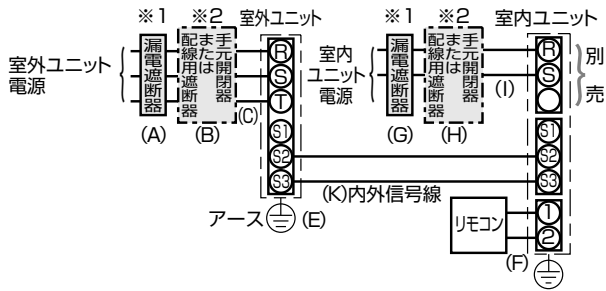 ※1
※2
室外ユニット
※1
※2
室内ユニット
室外ユニット
電源
漏電遮断器
手元開閉器
または
配線用遮断器
R
S
T
S1
S2
S3
(A)
(B)
(C)
室内
ユニット
電源
漏電遮断器
手元開閉器
または
配線用遮断器
(G)
(H)
(I)
R
S
別売
S1
S2
S3
(K)内外信号線
アース
(E)
リモコン
1
2
(F)